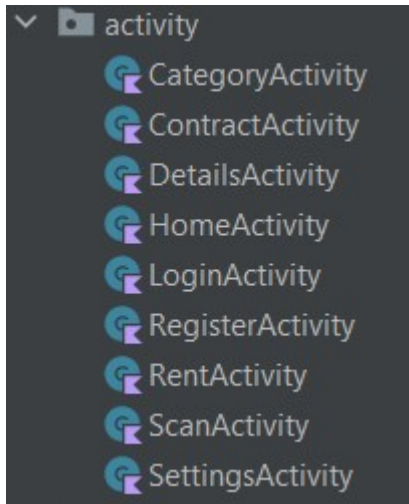 activity
CategoryActivity
ContractActivity
DetailsActivity
HomeActivity
LoginActivity
RegisterActivity
RentActivity
ScanActivity
SettingsActivity